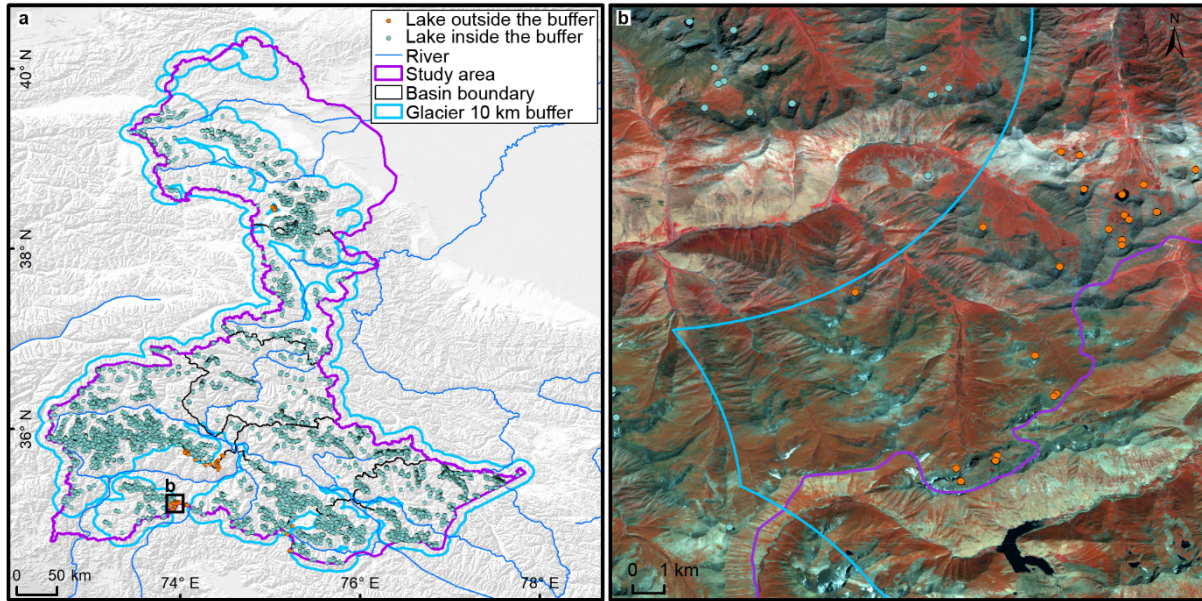 a
Lake outside the buffer
Lake inside the buffer
River
Study area
Basin boundary
Glacier 10 km buffer
40° N
38° N
36° N
b
0 50 km
74° E
76° E
78° E
b
N
0 1 km